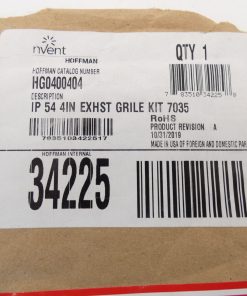 nVent
HOFFMAN
QTY 1
HOFFMAN CATALOG NUMBER
HG0400404
DESCRIPTION
IP 54 4IN EXHST GRILE KIT 7035
RoHS
PRODUCT REVISION A
10/31/2019
MADE IN USA OF FOREIGN AND DOMESTIC PAR
HOFFMAN INTERNAL
34225